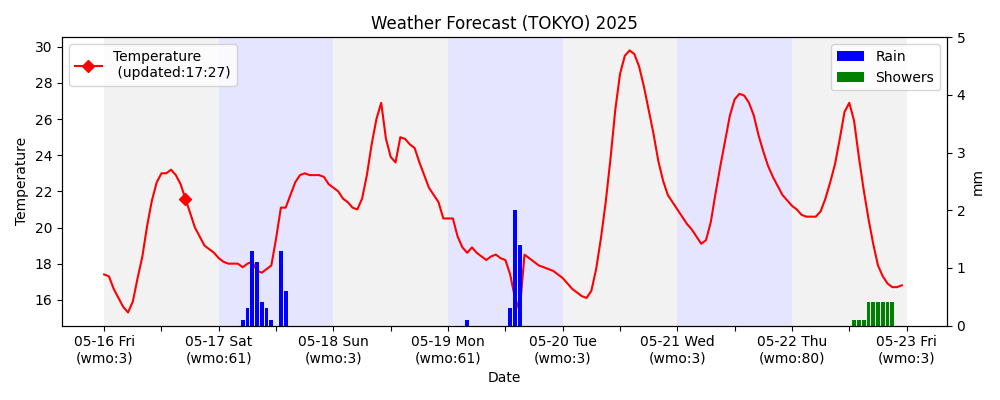 Weather Forecast (TOKYO) 2025
Temperature
(updated:17:27)
Rain
Showers
30
28
26
24
22
20
18
16
Temperature
5
4
3
2
1
0
mm
05-16 Fri
(wmo:3)
05-17 Sat
(wmo:61)
05-18 Sun
(wmo:3)
05-19 Mon
(wmo:61)
05-20 Tue
(wmo:3)
05-21 Wed
(wmo:3)
05-22 Thu
(wmo:80)
05-23 Fri
(wmo:3)
Date